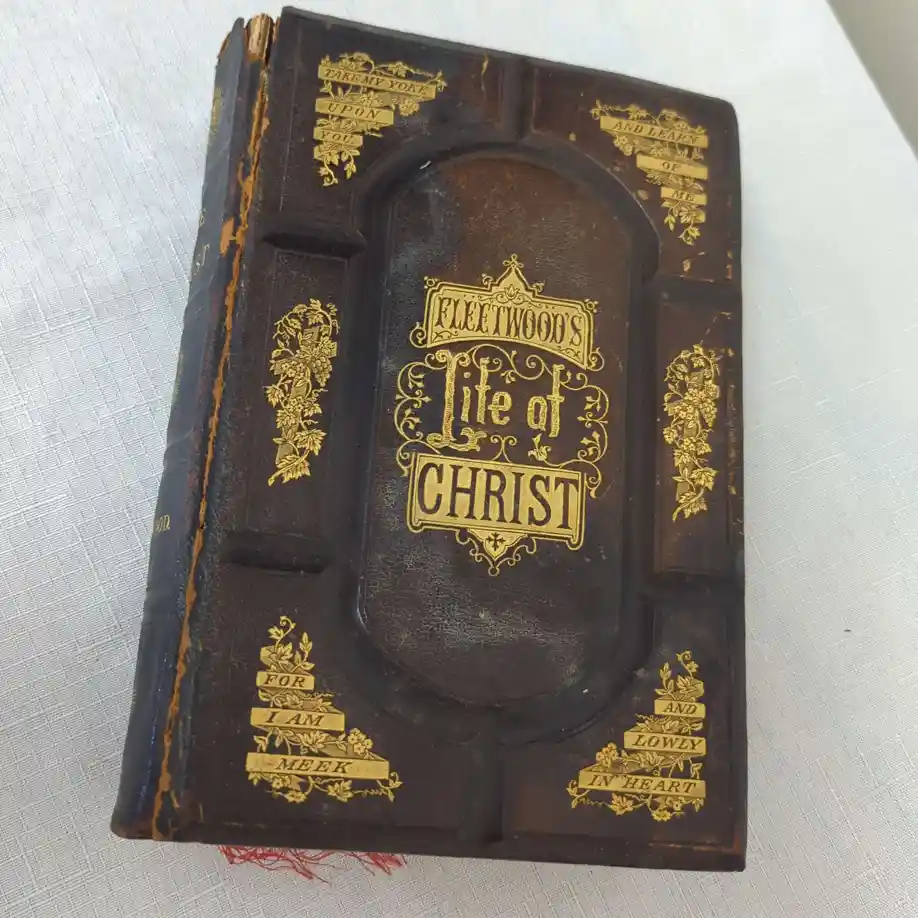 TAKE MY YOKE
UPON
YOU
AND LEARN
OF
ME
FLEETWOOD'S
Life of
CHRIST
FOR
I AM
MEEK
AND
LOWLY
IN HEART